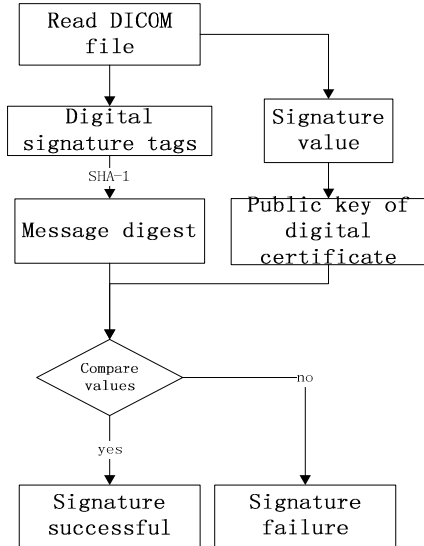 Read DICOM
file
Digital
signature tags
Signature
value
SHA-1
Message digest
Public key of
digital
certificate
Compare
values
no
yes
Signature
successful
Signature
failure